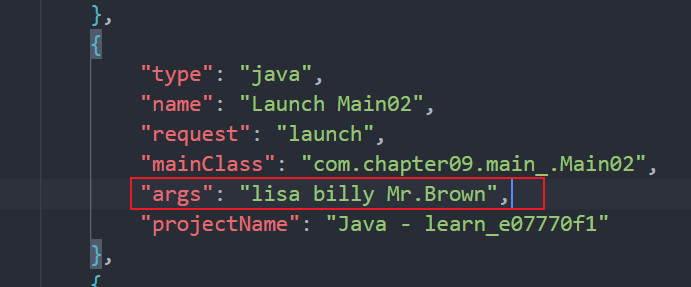 },
{
"type": "java",
"name": "Launch Main02",
"request": "launch",
"mainClass": "com.chapter09.main_.Main02",
"args": "lisa billy Mr.Brown",
"projectName": "Java - learn_e07770f1"
},
{